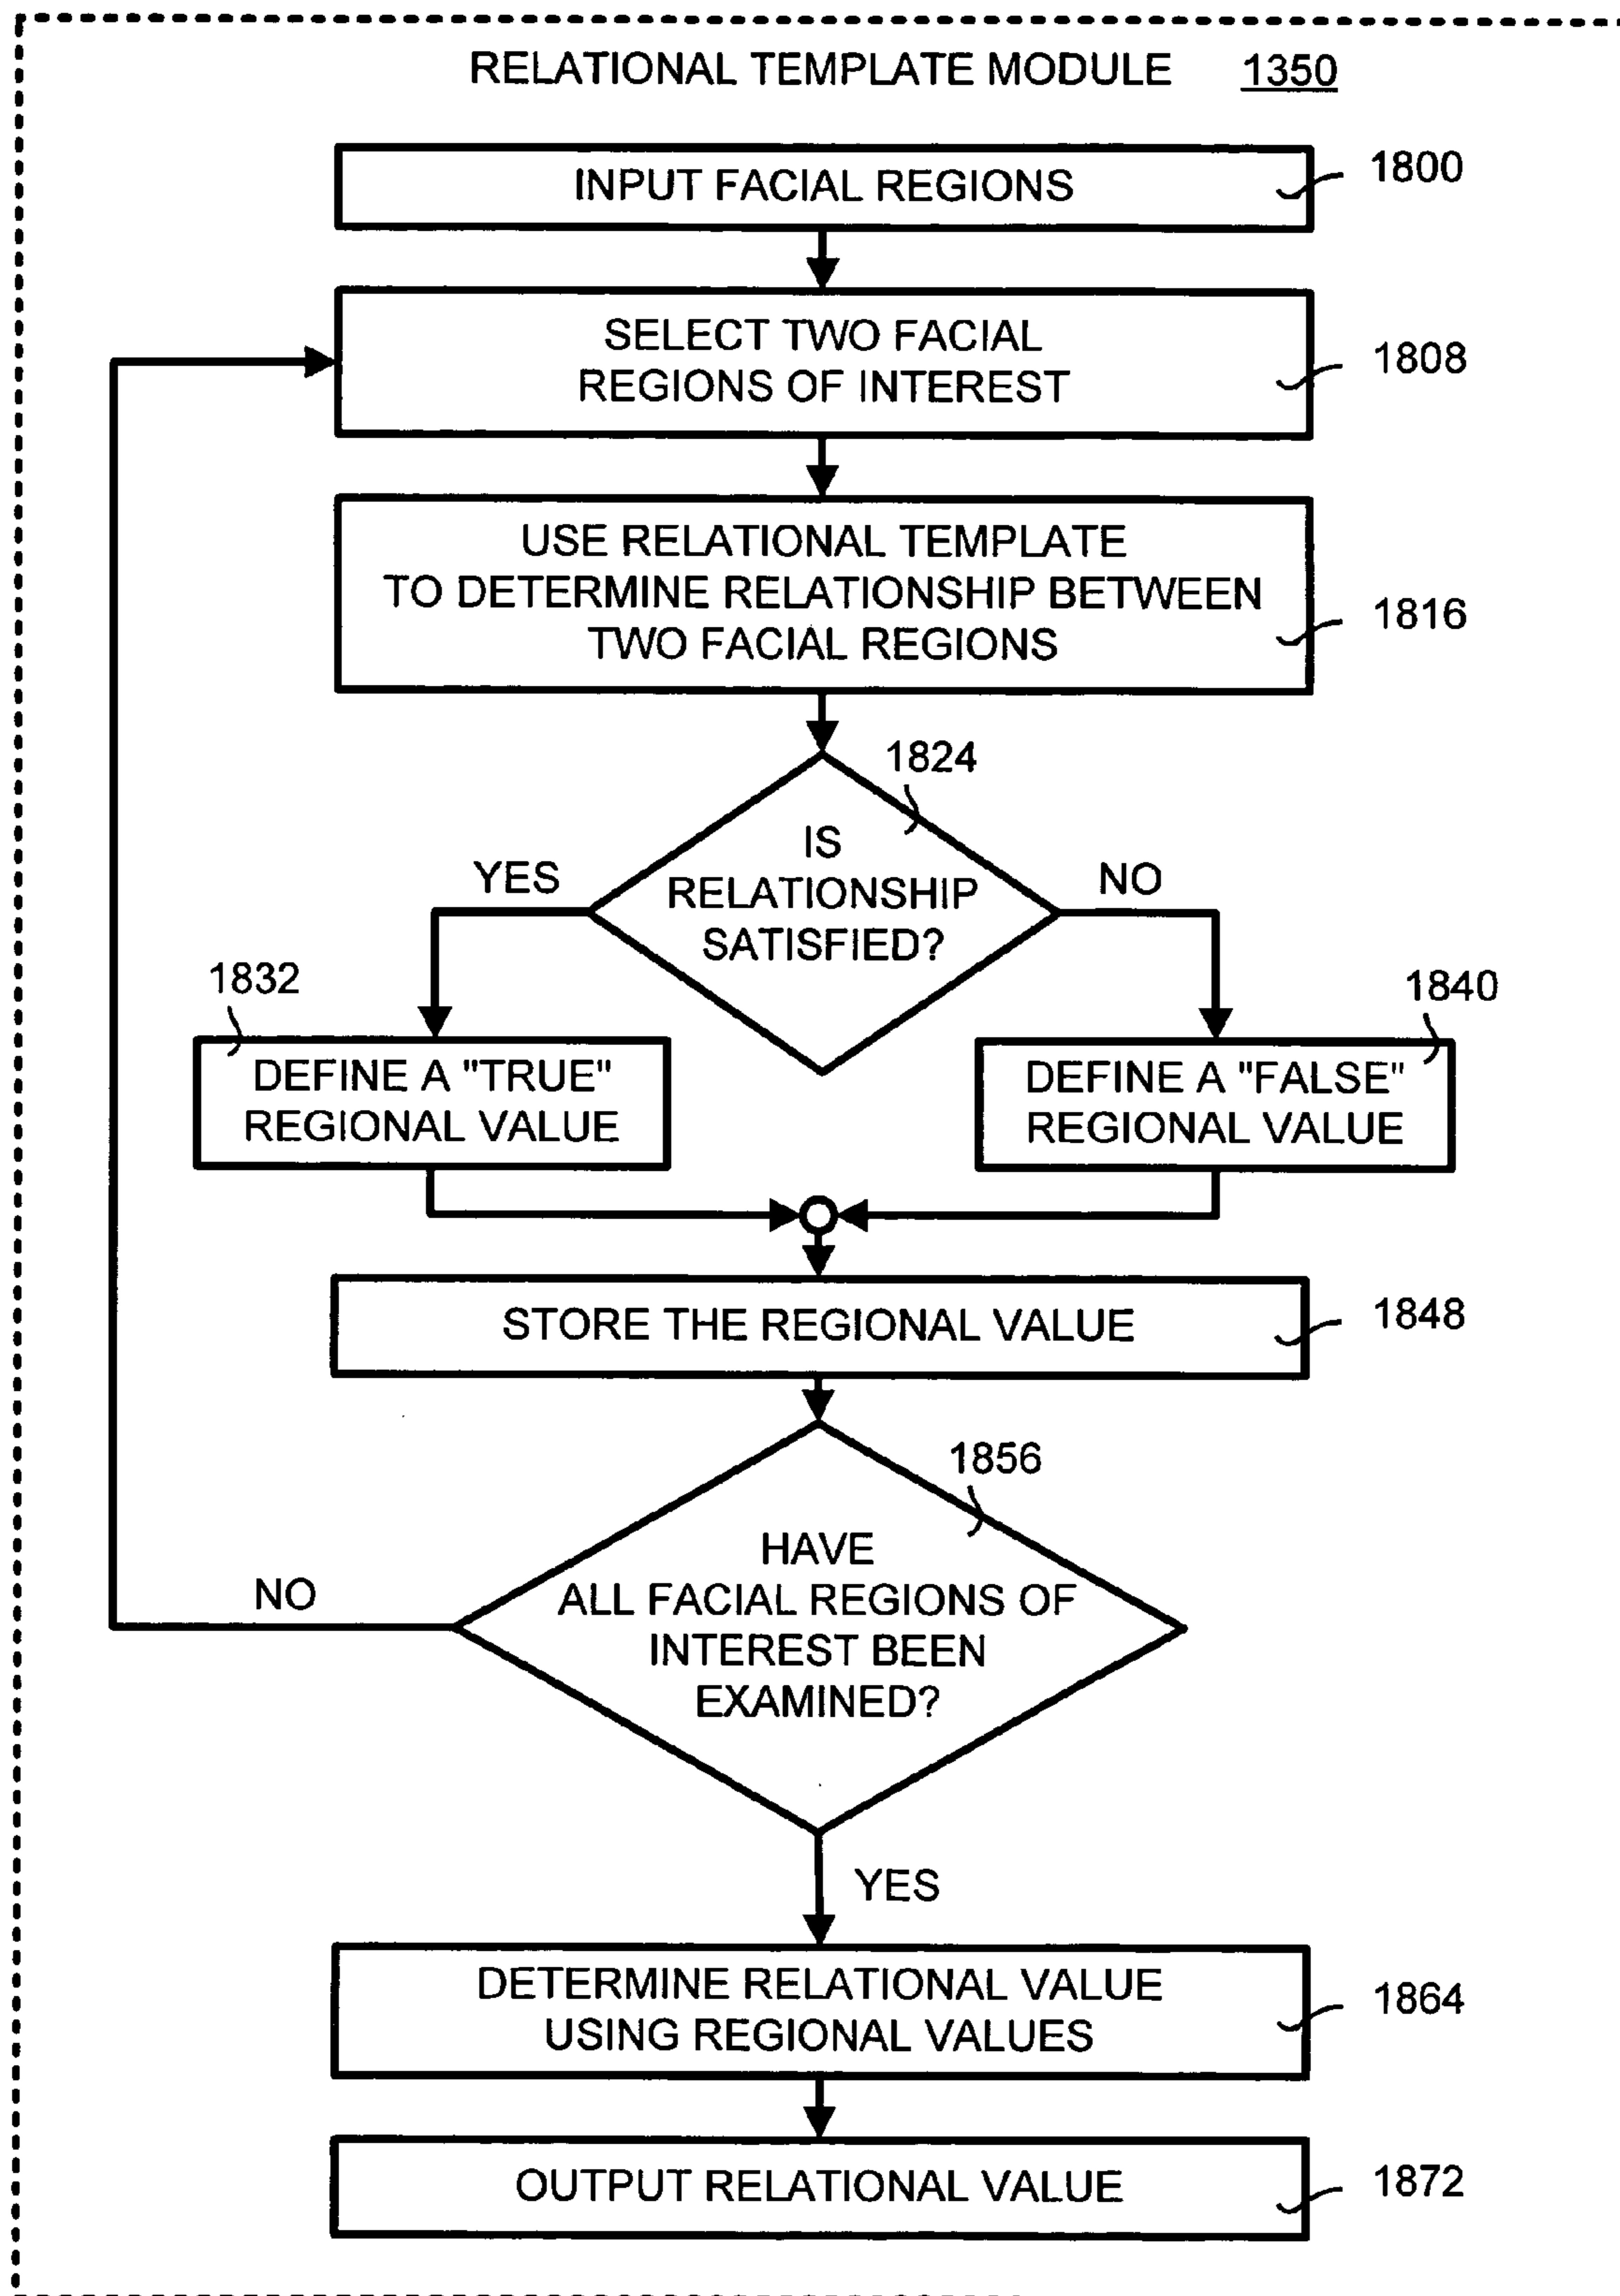 RELATIONAL TEMPLATE MODULE 1350
INPUT FACIAL REGIONS
1800
SELECT TWO FACIAL
REGIONS OF INTEREST
1808
USE RELATIONAL TEMPLATE
TO DETERMINE RELATIONSHIP BETWEEN
TWO FACIAL REGIONS
1816
1824
IS
RELATIONSHIP
SATISFIED?
YES
NO
1832
DEFINE A "TRUE"
REGIONAL VALUE
1840
DEFINE A "FALSE"
REGIONAL VALUE
STORE THE REGIONAL VALUE
1848
1856
HAVE
ALL FACIAL REGIONS OF
INTEREST BEEN
EXAMINED?
NO
YES
DETERMINE RELATIONAL VALUE
USING REGIONAL VALUES
1864
OUTPUT RELATIONAL VALUE
1872